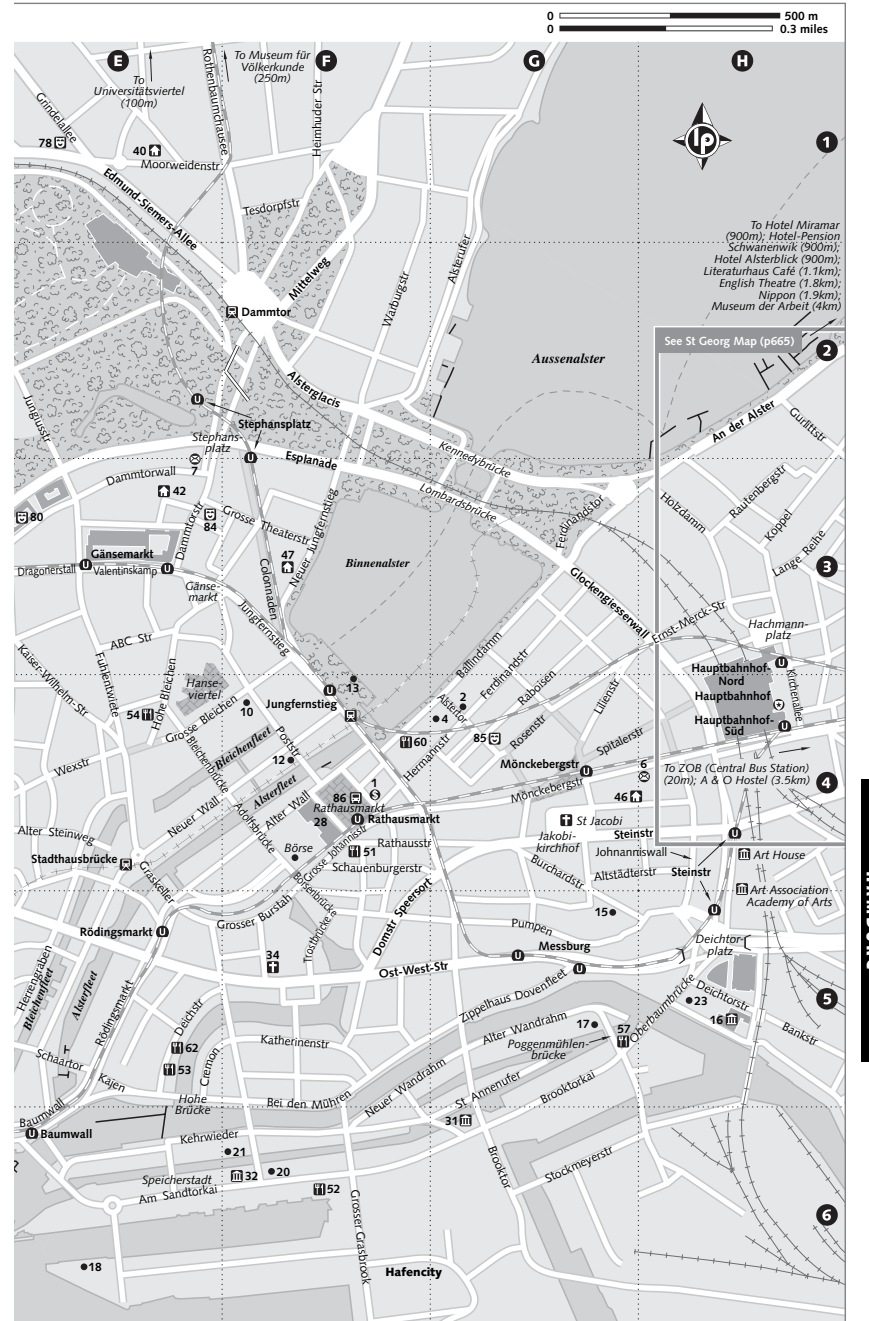 0 500 m
0 0.3 miles
E
F
G
H
To
Universitätsviertel
(100m)
Rothenbaumchausee
To Museum für
Völkerkunde
(250m)
Heimhuder Str
Grindelallee
78
40
Moorweidenstr
1
lp
Edmund-Siemers-Allee
Tesdorpfstr
Mittelweg
Warburgstr
Alsterufer
To Hotel Miramar
(900m); Hotel-Pension
Schwanenwik (900m);
Hotel Alsterblick (900m);
Literaturhaus Café (1.1km);
English Theatre (1.8km);
Nippon (1.9km);
Museum der Arbeit (4km)
Dammtor
See St Georg Map (p665)
2
Aussenalster
Alsterglacis
Jungiusstr
U
Stephansplatz
Stephans-
platz
U
An der Alster
Gurlittstr
Kennedybrücke
Esplanade
7
Dammtorwall
42
Lombardsbrücke
Holzdamm
Rautenbergstr
Koppel
80
84
Dammtorstr
Grosse Theaterstr
Neuer Jungfernstieg
Ferdinandstor
Gänsemarkt
47
Colonnaden
Binnenalster
Lange Reihe
3
Dragonerstall
U
Valentinskamp
U
Gänse
markt
Glockengiesserwall
Jungfernstieg
Ernst-Merck-Str
Hachmann-
platz
ABC Str
Kaiser-Wilhelm-Str
Fuhlentwiete
Hohe Bleichen
Hanse-
viertel
U
13
Ballindamm
Ferdinandstr
Raboisen
Lilienstr
Hauptbahnhof-
Nord
U
Hauptbahnhof
Kirchenallee
Hauptbahnhof-
Süd
U
Jungfernstieg
2
Alstertor
4
54
10
Grosse Bleichen
Bleichenfleet
Poststr
60
85
Rosenstr
Hermannstr
Spitalerstr
Bleichenbrücke
12
Wexstr
Mönckebergstr
U
6
To ZOB (Central Bus Station)
(20m); A & O Hostel (3.5km)
4
Alsterfleet
1
86
Rathausmarkt
28
U
Rathausmarkt
Mönckebergstr
46
Neuer Wall
Alter Wall
Adolfsbrücke
St Jacobi
Jakobi-
kirchhof
Steinstr
U
Alter Steinweg
Börse
Grosse Johannisstr
51
Rathausstr
Schauenburgerstr
Johnanniswall
Art House
Stadthausbrücke
Burchardstr
Altstädterstr
Steinstr
Graskeller
Börsenbrücke
Art Association
Academy of Arts
Grosser Burstah
Trostbrücke
Domstr Speersort
15
U
Rödingsmarkt
U
Pumpen
Messburg
U
Deichtor-
platz
34
Ost-West-Str
U
Herrengraben
Bleichenfleet
Alsterfleet
Rödingsmarkt
Zippelhaus Dovenfleet
Deichtorstr
23
16
Bankstr
5
Deichstr
Alter Wandrahm
17
57
Oberbaumbrücke
Poggenmühlen-
brücke
62
53
Cremon
Katherinenstr
Schaartor
Kajen
Hohe
Brücke
Bei den Mühren
Neuer Wandrahm
St Annenufer
Brooktorkai
Baumwall
U
Baumwall
31
Kehrwieder
21
Speicherstadt
32
20
Am Sandtorkai
52
Brooktor
Stockmeyerstr
Grosser Grasbrook
6
18
Hafencity